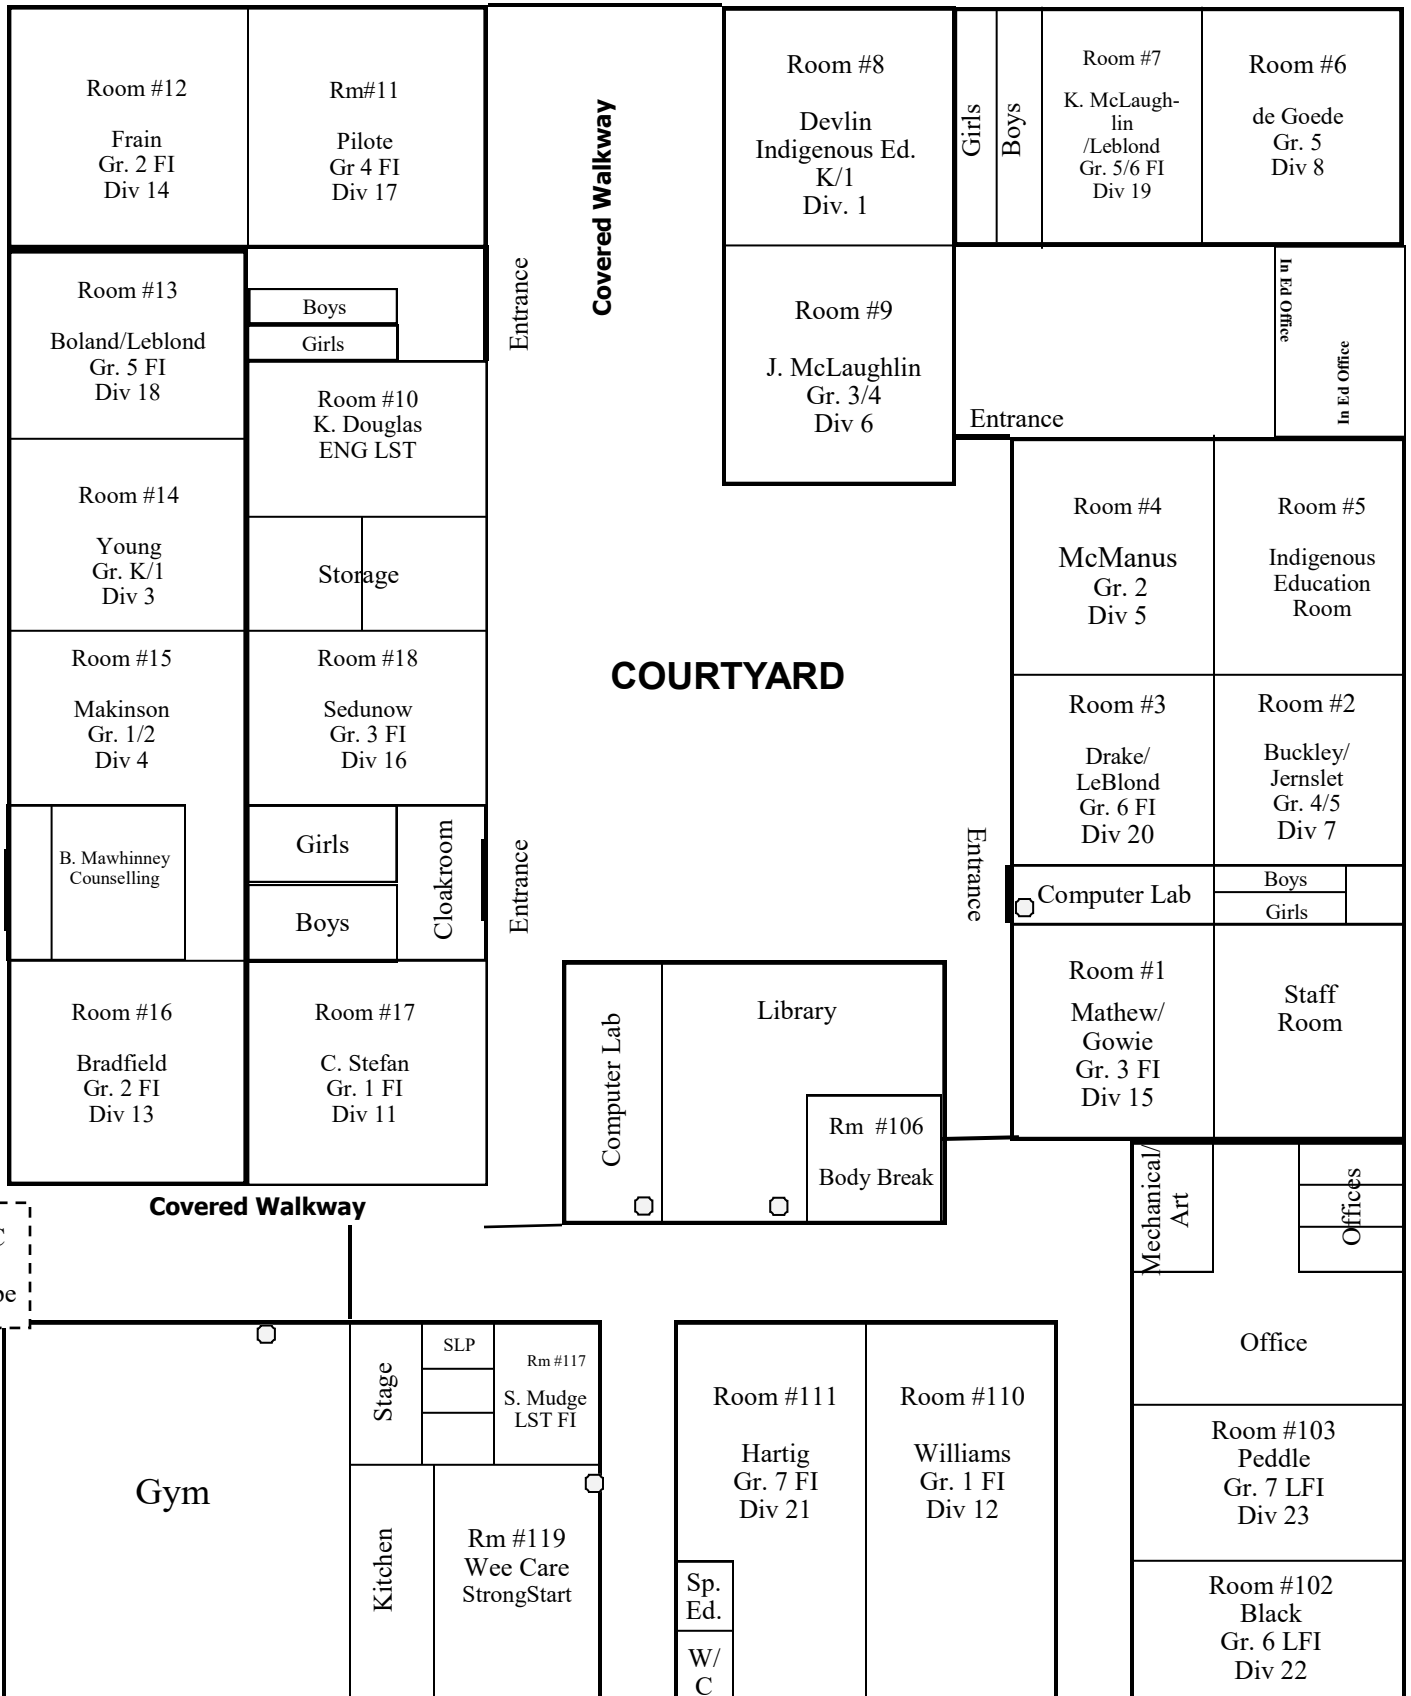 Room #12
Frain
Gr. 2 FI
Div 14
Rm#11
Pilote
Gr 4 FI
Div 17
Covered Walkway
Room #8
Devlin
Indigenous Ed.
K/1
Div. 1
Girls
Boys
Room #7
K. McLaugh-
lin
/Leblond
Gr. 5/6 FI
Div 19
Room #6
de Goede
Gr. 5
Div 8
Room #13
Boland/Leblond
Gr. 5 FI
Div 18
Boys
Girls
Entrance
Room #9
J. McLaughlin
Gr. 3/4
Div 6
Entrance
In Ed Office
In Ed Office
Room #10
K. Douglas
ENG LST
Room #14
Young
Gr. K/1
Div 3
Storage
Room #4
McManus
Gr. 2
Div 5
Room #5
Indigenous
Education
Room
Room #15
Makinson
Gr. 1/2
Div 4
Room #18
Sedunow
Gr. 3 FI
Div 16
COURTYARD
Room #3
Drake/
LeBlond
Gr. 6 FI
Div 20
Room #2
Buckley/
Jernslet
Gr. 4/5
Div 7
B. Mawhinney
Counselling
Girls
Boys
Cloakroom
Entrance
Entrance
Computer Lab
Boys
Girls
Room #16
Bradfield
Gr. 2 FI
Div 13
Room #17
C. Stefan
Gr. 1 FI
Div 11
Computer Lab
Library
Rm #106
Body Break
Room #1
Mathew/
Gowie
Gr. 3 FI
Div 15
Staff
Room
Covered Walkway
Mechanical/
Art
Offices
Office
Gym
Stage
SLP
Rm #117
S. Mudge
LST FI
Kitchen
Rm #119
Wee Care
StrongStart
Room #111
Hartig
Gr. 7 FI
Div 21
Sp.
Ed.
W/
C
Room #110
Williams
Gr. 1 FI
Div 12
Room #103
Peddle
Gr. 7 LFI
Div 23
Room #102
Black
Gr. 6 LFI
Div 22